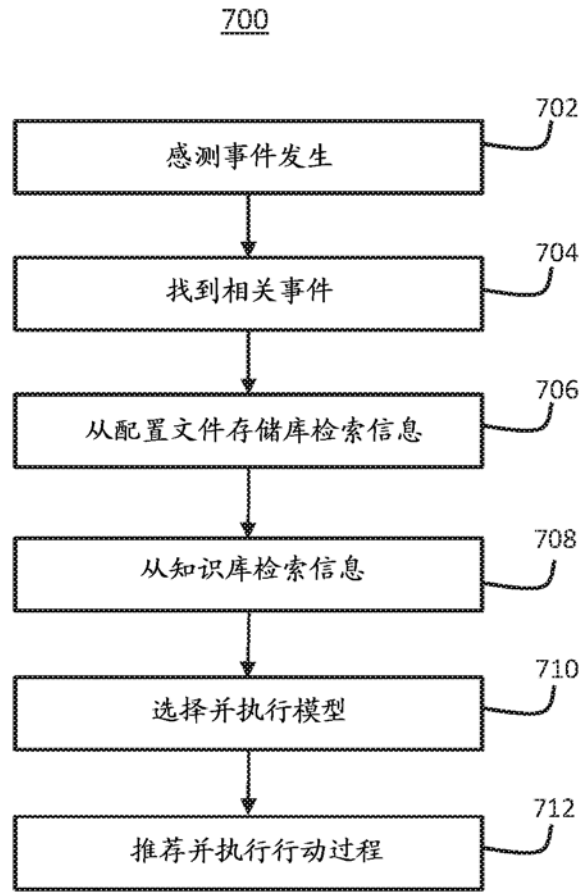 700
702
感测事件发生
704
找到相关事件
706
从配置文件存储库检索信息
708
从知识库检索信息
710
选择并执行模型
712
推荐并执行行动过程